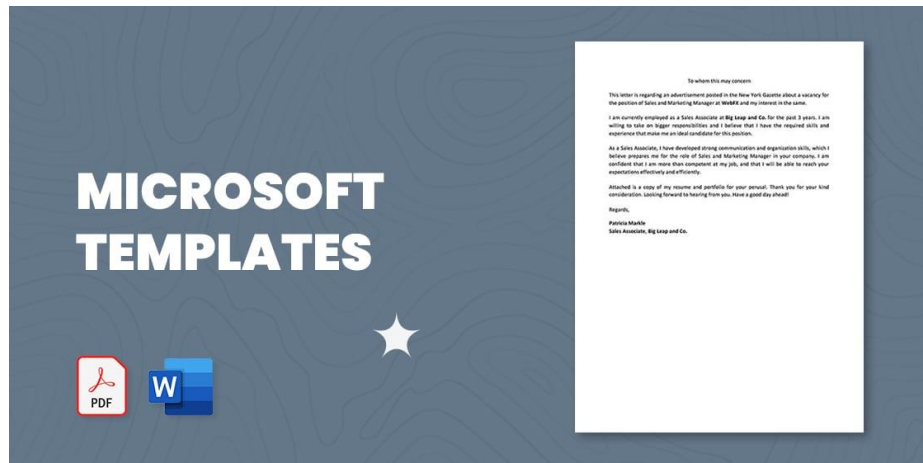 MICROSOFT
TEMPLATES
PDF
W
To whom this may concern
This letter is regarding an advertisement posted in the New York Gazette about a vacancy for
the position of Sales and Marketing Manager at WebFX and my interest in the same.
I am currently employed as a Sales Associate at Big Leap and Co. for the past 3 years. I am
willing to take on bigger responsibilities and I believe that I have the required skills and
experience that make me an ideal candidate for this position.
As a Sales Associate, I have developed strong communication and organization skills, which I
believe prepares me for the role of Sales and Marketing Manager in your company. I am
confident that I am more than competent at my job, and that I will be able to reach your
expectations effectively and efficiently.
Attached is a copy of my resume and portfolio for your perusal. Thank you for your kind
consideration. Looking forward to hearing from you. Have a good day ahead!
Regards,
Patricia Markle
Sales Associate, Big Leap and Co.